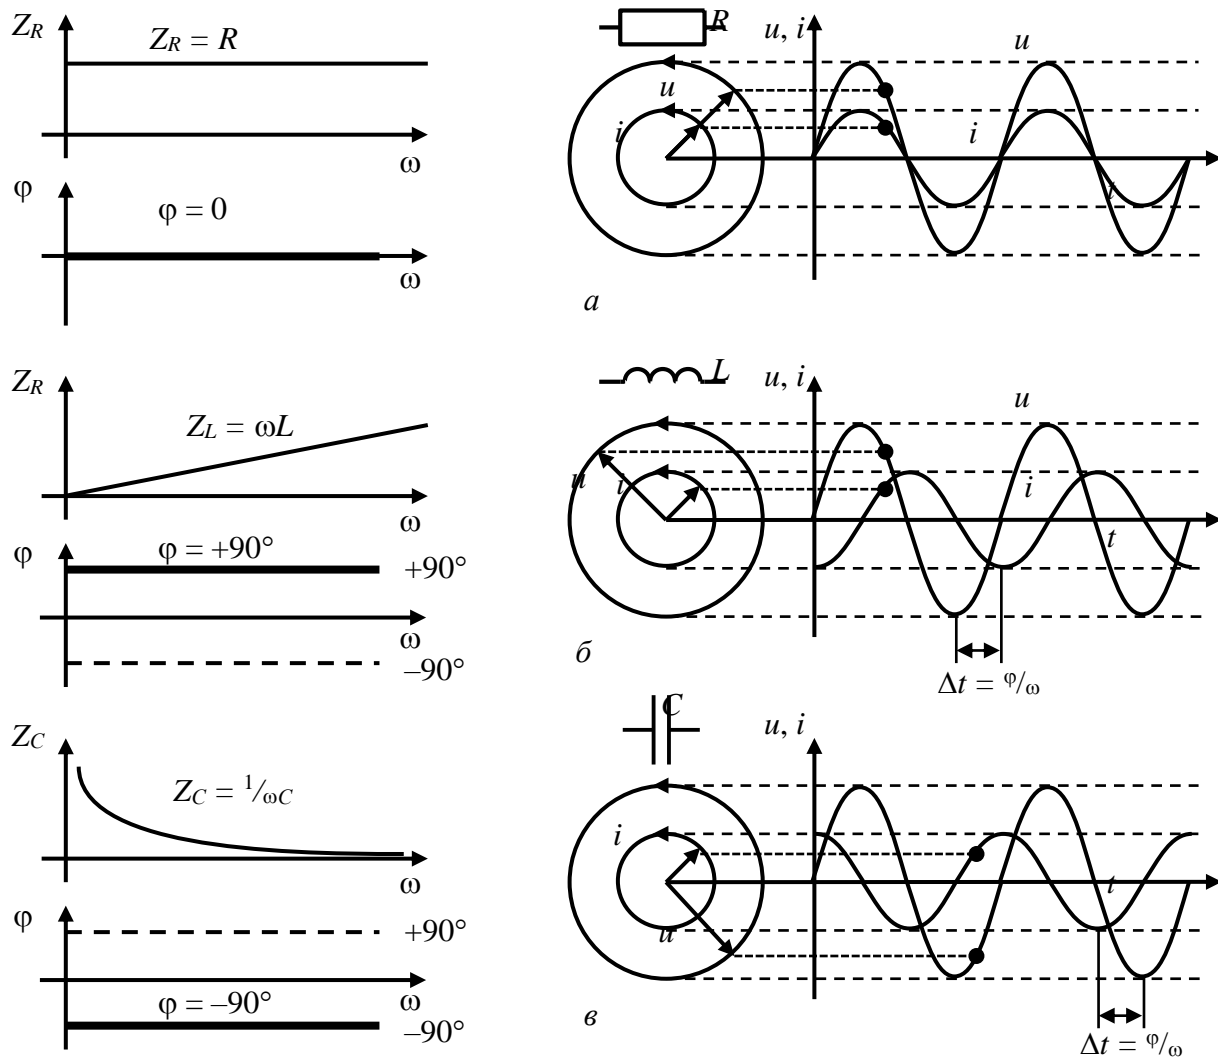 Z_R
Z_R = R
ω
φ
φ = 0
ω
R
u, i
u
u
i
i
t
а
Z_R
Z_L = ωL
ω
φ
φ = +90°
+90°
ω
–90°
L
u, i
u
u
i
i
t
б
Δt = φ/ω
Z_C
Z_C = 1/ωC
ω
φ
+90°
ω
φ = –90°
–90°
C
u, i
i
u
t
в
Δt = φ/ω